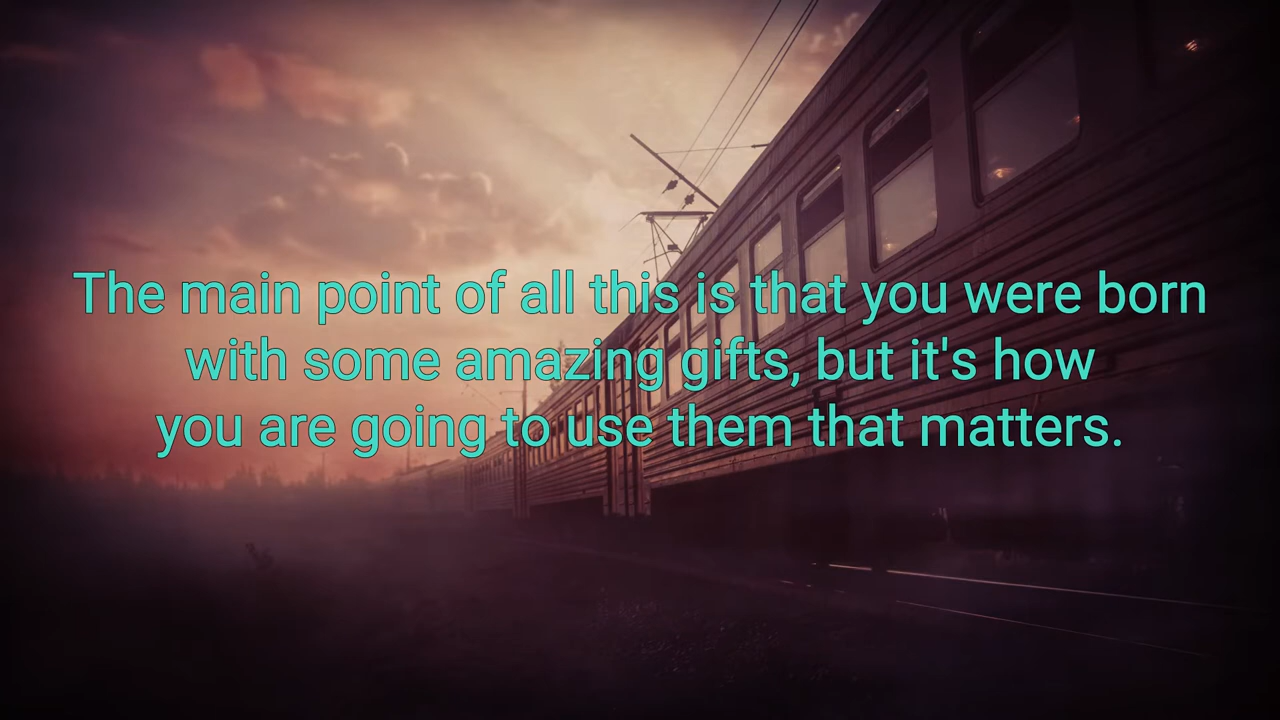 The main point of all this is that you were born
with some amazing gifts, but it's how
you are going to use them that matters.